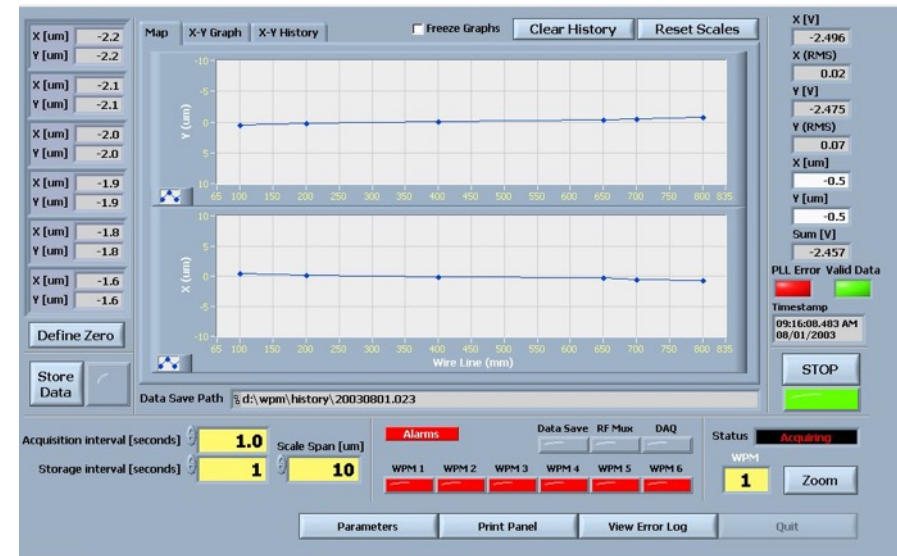 X [um] -2.2
Y [um] -2.2
X [um] -2.1
Y [um] -2.1
X [um] -2.0
Y [um] -2.0
X [um] -1.9
Y [um] -1.9
X [um] -1.8
Y [um] -1.8
X [um] -1.6
Y [um] -1.6
Define Zero
Store
Data
Map X-Y Graph X-Y History Freeze Graphs Clear History Reset Scales
-10
-5
0
5
10
Y (um)
65 100 150 200 250 300 350 400 450 500 550 600 650 700 750 800 835
10
5
0
-5
-10
X (um)
65 100 150 200 250 300 350 400 450 500 550 600 650 700 750 800 835
Wire Line (mm)
Data Save Path d:\wpm\history\20030801.023
X [V]
-2.496
X (RMS)
0.02
Y [V]
-2.475
Y (RMS)
0.07
X [um]
-0.5
Y [um]
-0.5
Sum [V]
-2.457
PLL Error Valid Data
Timestamp
09:16:08.483 AM
08/01/2003
STOP
Acquisition interval [seconds] 1.0
Storage interval [seconds] 1
Scale Span [um]
10
Alarms
Data Save RF Mux DAQ
WPM 1 WPM 2 WPM 3 WPM 4 WPM 5 WPM 6
Status Acquiring
WPM
1
Zoom
Parameters Print Panel View Error Log Quit